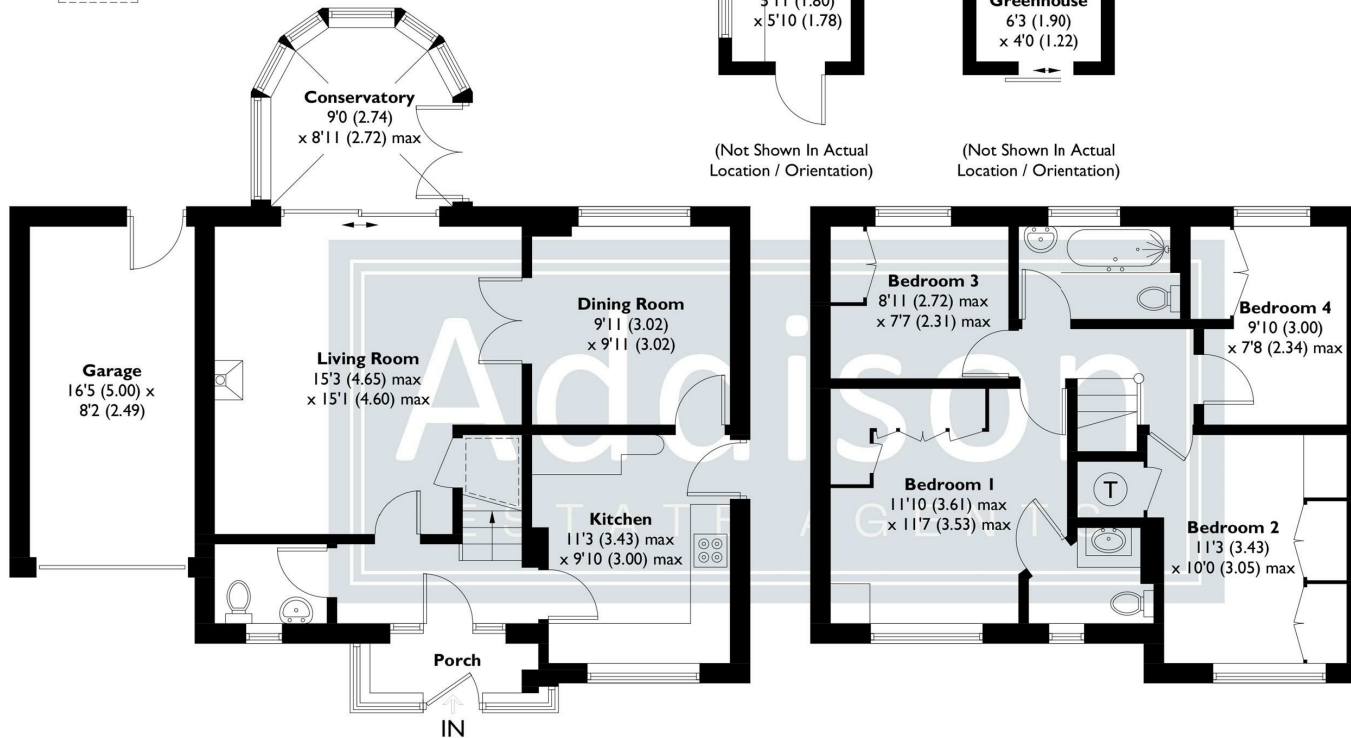 5'11 (1.80)
x 5'10 (1.78)
Greenhouse
6'3 (1.90)
x 4'0 (1.22)
Conservatory
9'0 (2.74)
x 8'11 (2.72) max
(Not Shown In Actual
Location / Orientation)
(Not Shown In Actual
Location / Orientation)
Garage
16'5 (5.00) x
8'2 (2.49)
Living Room
15'3 (4.65) max
x 15'1 (4.60) max
Dining Room
9'11 (3.02)
x 9'11 (3.02)
Kitchen
11'3 (3.43) max
x 9'10 (3.00) max
Porch
IN
Bedroom 3
8'11 (2.72) max
x 7'7 (2.31) max
Bedroom 4
9'10 (3.00)
x 7'8 (2.34) max
Bedroom 1
11'10 (3.61) max
x 11'7 (3.53) max
T
Bedroom 2
11'3 (3.43)
x 10'0 (3.05) max
Addison
ESTATE AGENTS